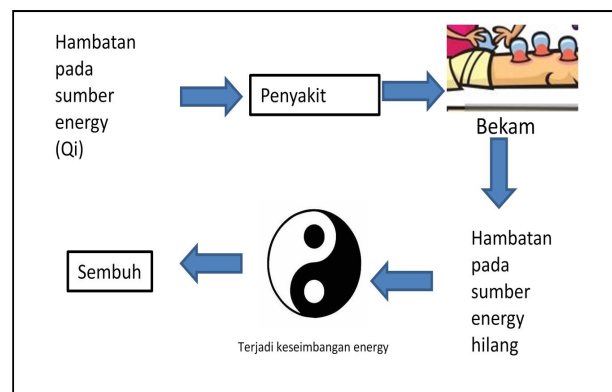 Hambatan
pada
sumber
energy
(Qi)
Penyakit
Bekam
Hambatan
pada
sumber
energy
hilang
Terjadi keseimbangan energy
Sembuh